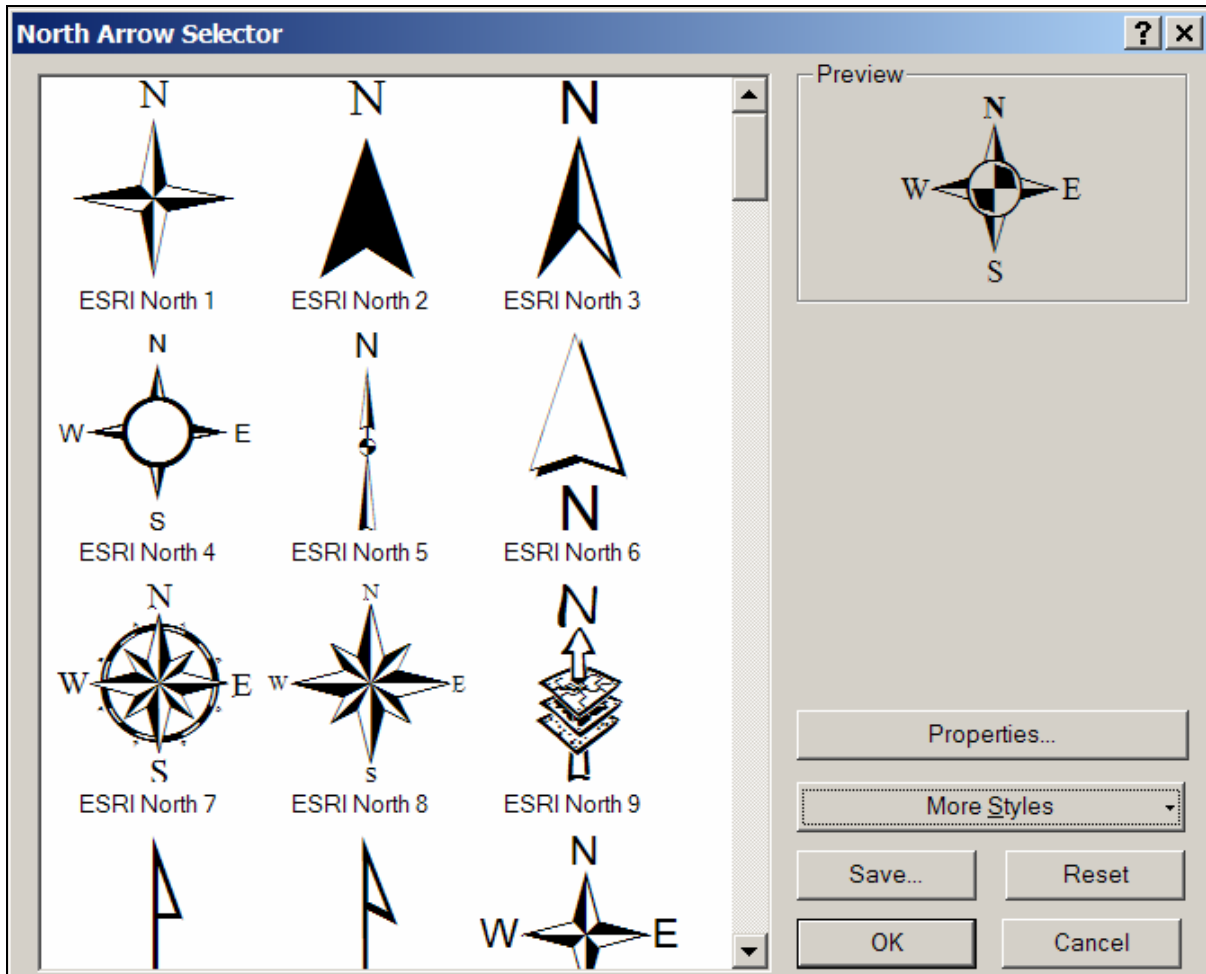 North Arrow Selector
?
Preview
N
W E
S
N N N
ESRI North 1 ESRI North 2 ESRI North 3
N N
W E
S N
ESRI North 4 ESRI North 5 ESRI North 6
N N N
W E W E
S S
ESRI North 7 ESRI North 8 ESRI North 9
N
W E
Properties...
More Styles
Save... Reset
OK Cancel